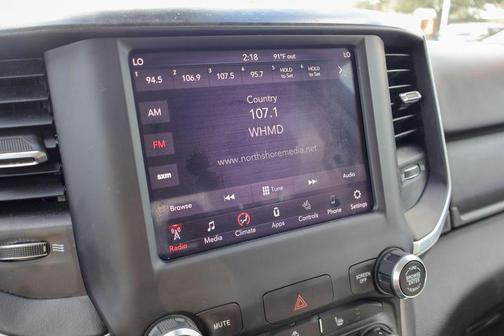 LO 2:18 91°F out LO
1 94.5 2 106.9 3 107.5 4 95.7 5 HOLD to Set 6 HOLD to Set
AM
FM
sxm
Country
107.1
WHMD
www.northshoremedia.net
Browse Tune Audio
Radio Media Climate Apps Controls Phone Settings
MUTE
SCREEN OFF
BROWSE
ENTER